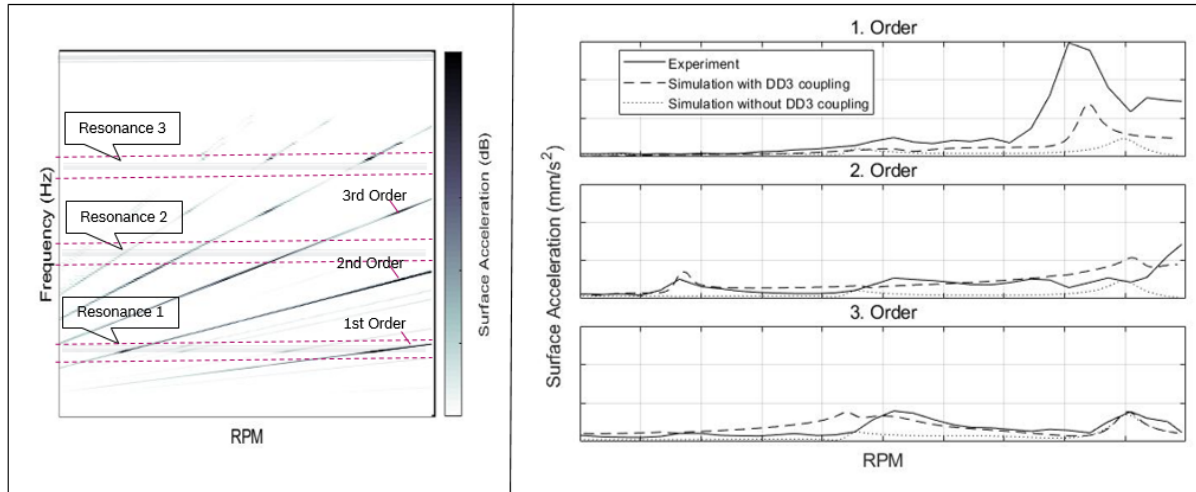 Resonance 3
Resonance 2
Resonance 1
3rd Order
2nd Order
1st Order
Frequency (Hz)
RPM
Surface Acceleration (dB)
1. Order
Experiment
Simulation with DD3 coupling
Simulation without DD3 coupling
2. Order
3. Order
Surface Acceleration (mm/s²)
RPM